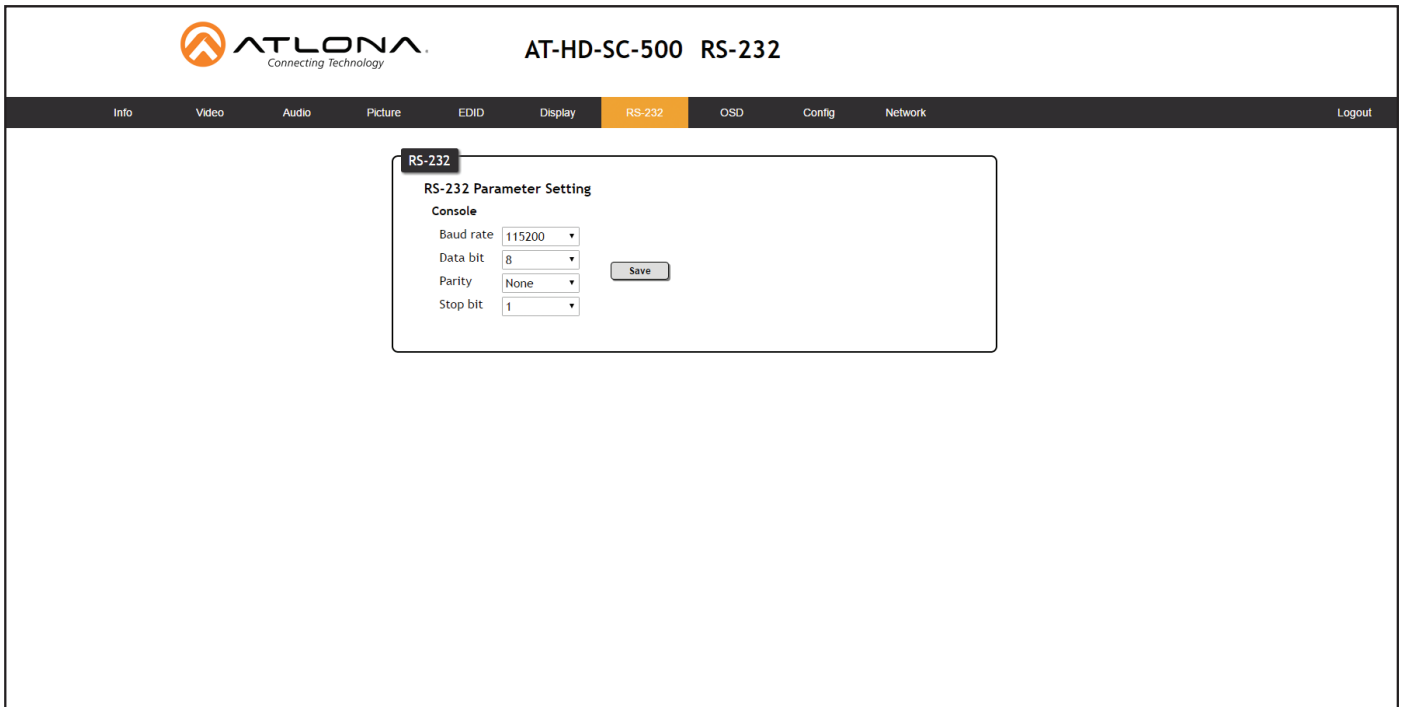 ATLONA.
Connecting Technology
AT-HD-SC-500 RS-232
Info Video Audio Picture EDID Display RS-232 OSD Config Network Logout
RS-232
RS-232 Parameter Setting
Console
Baud rate 115200
Data bit 8
Save
Parity None
Stop bit 1